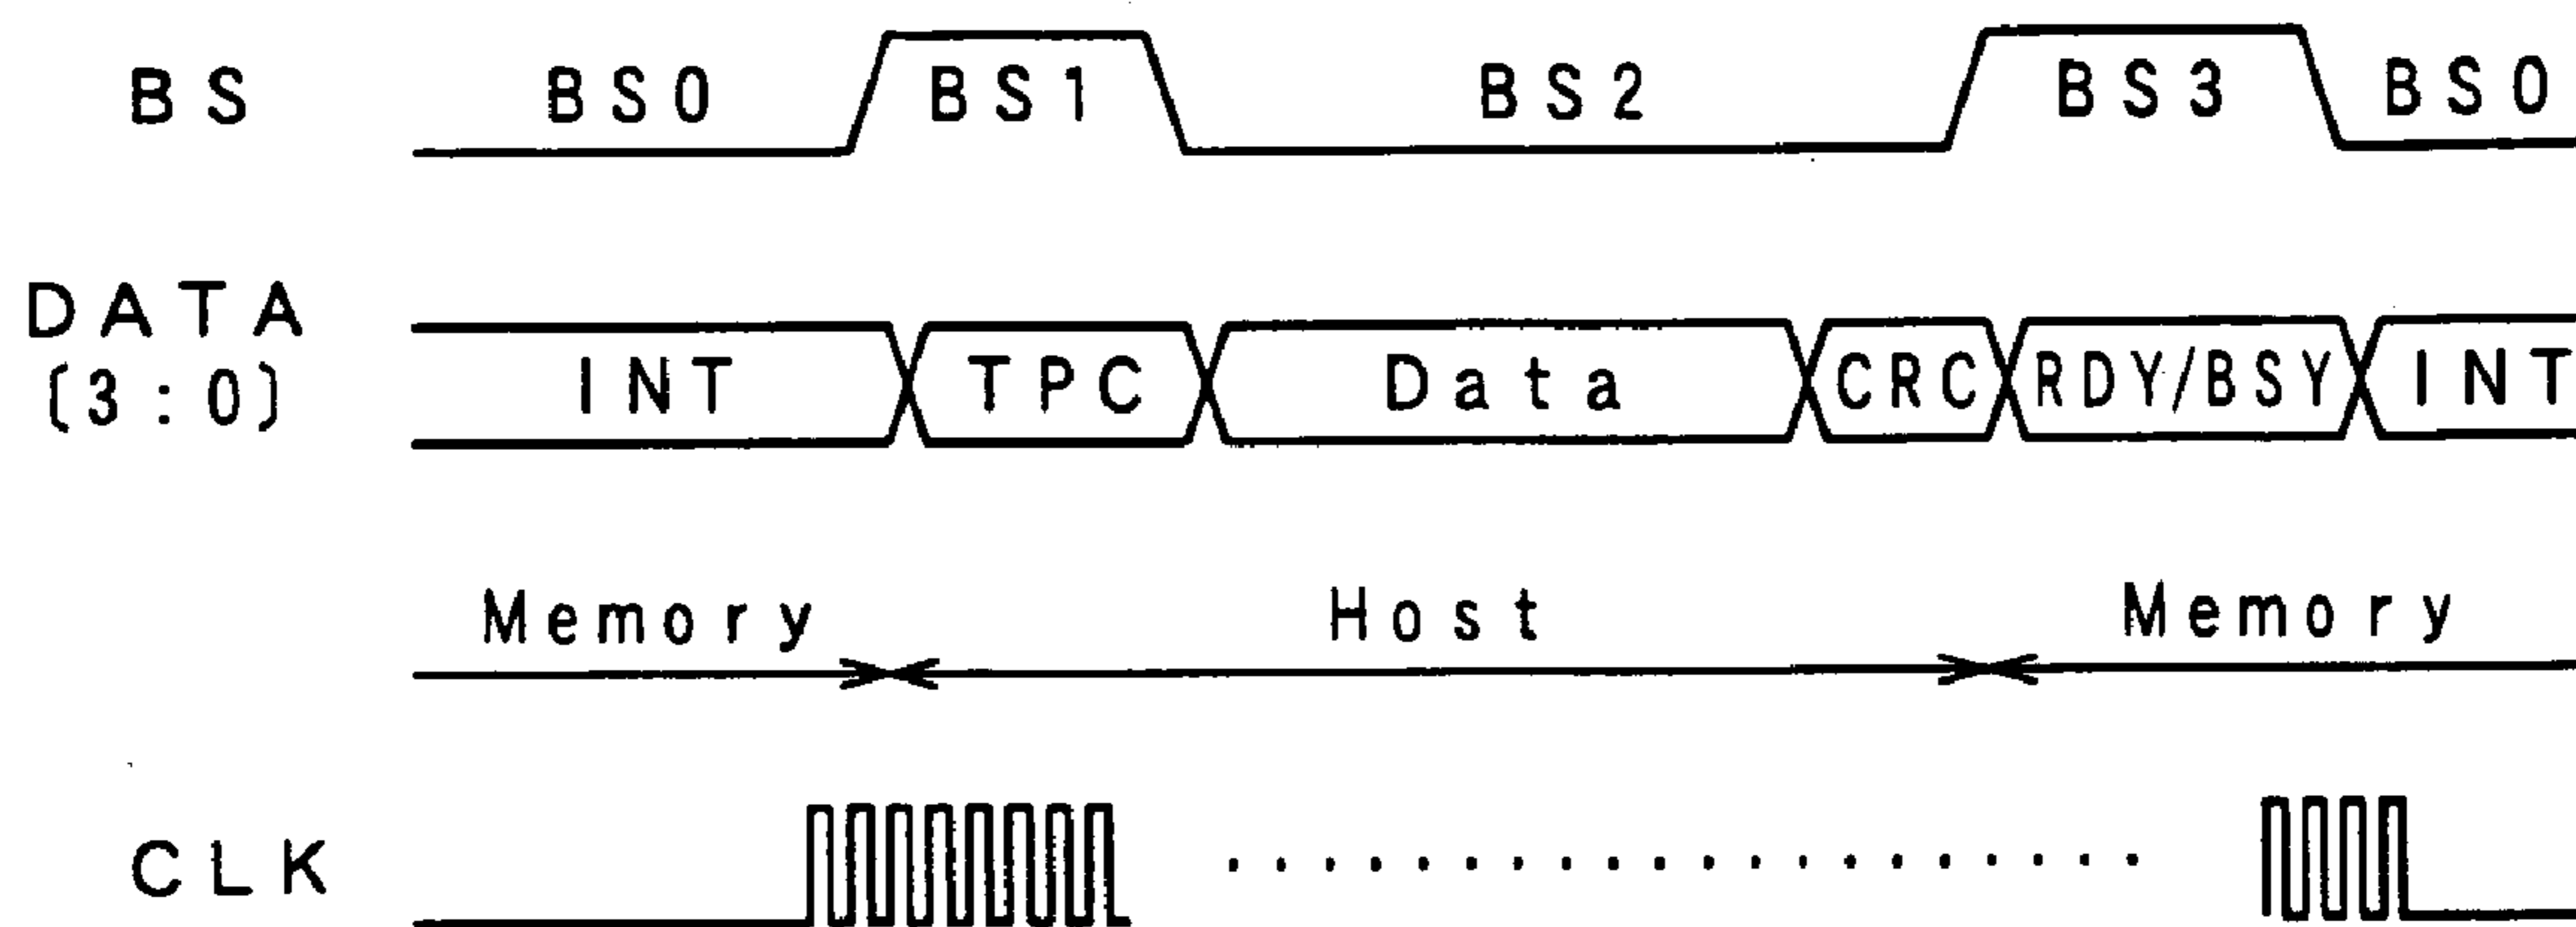 BS BS0 BS1 BS2 BS3 BS0
DATA
(3:0)
INT TPC Data CRC RDY/BSY INT
Memory Host Memory
CLK